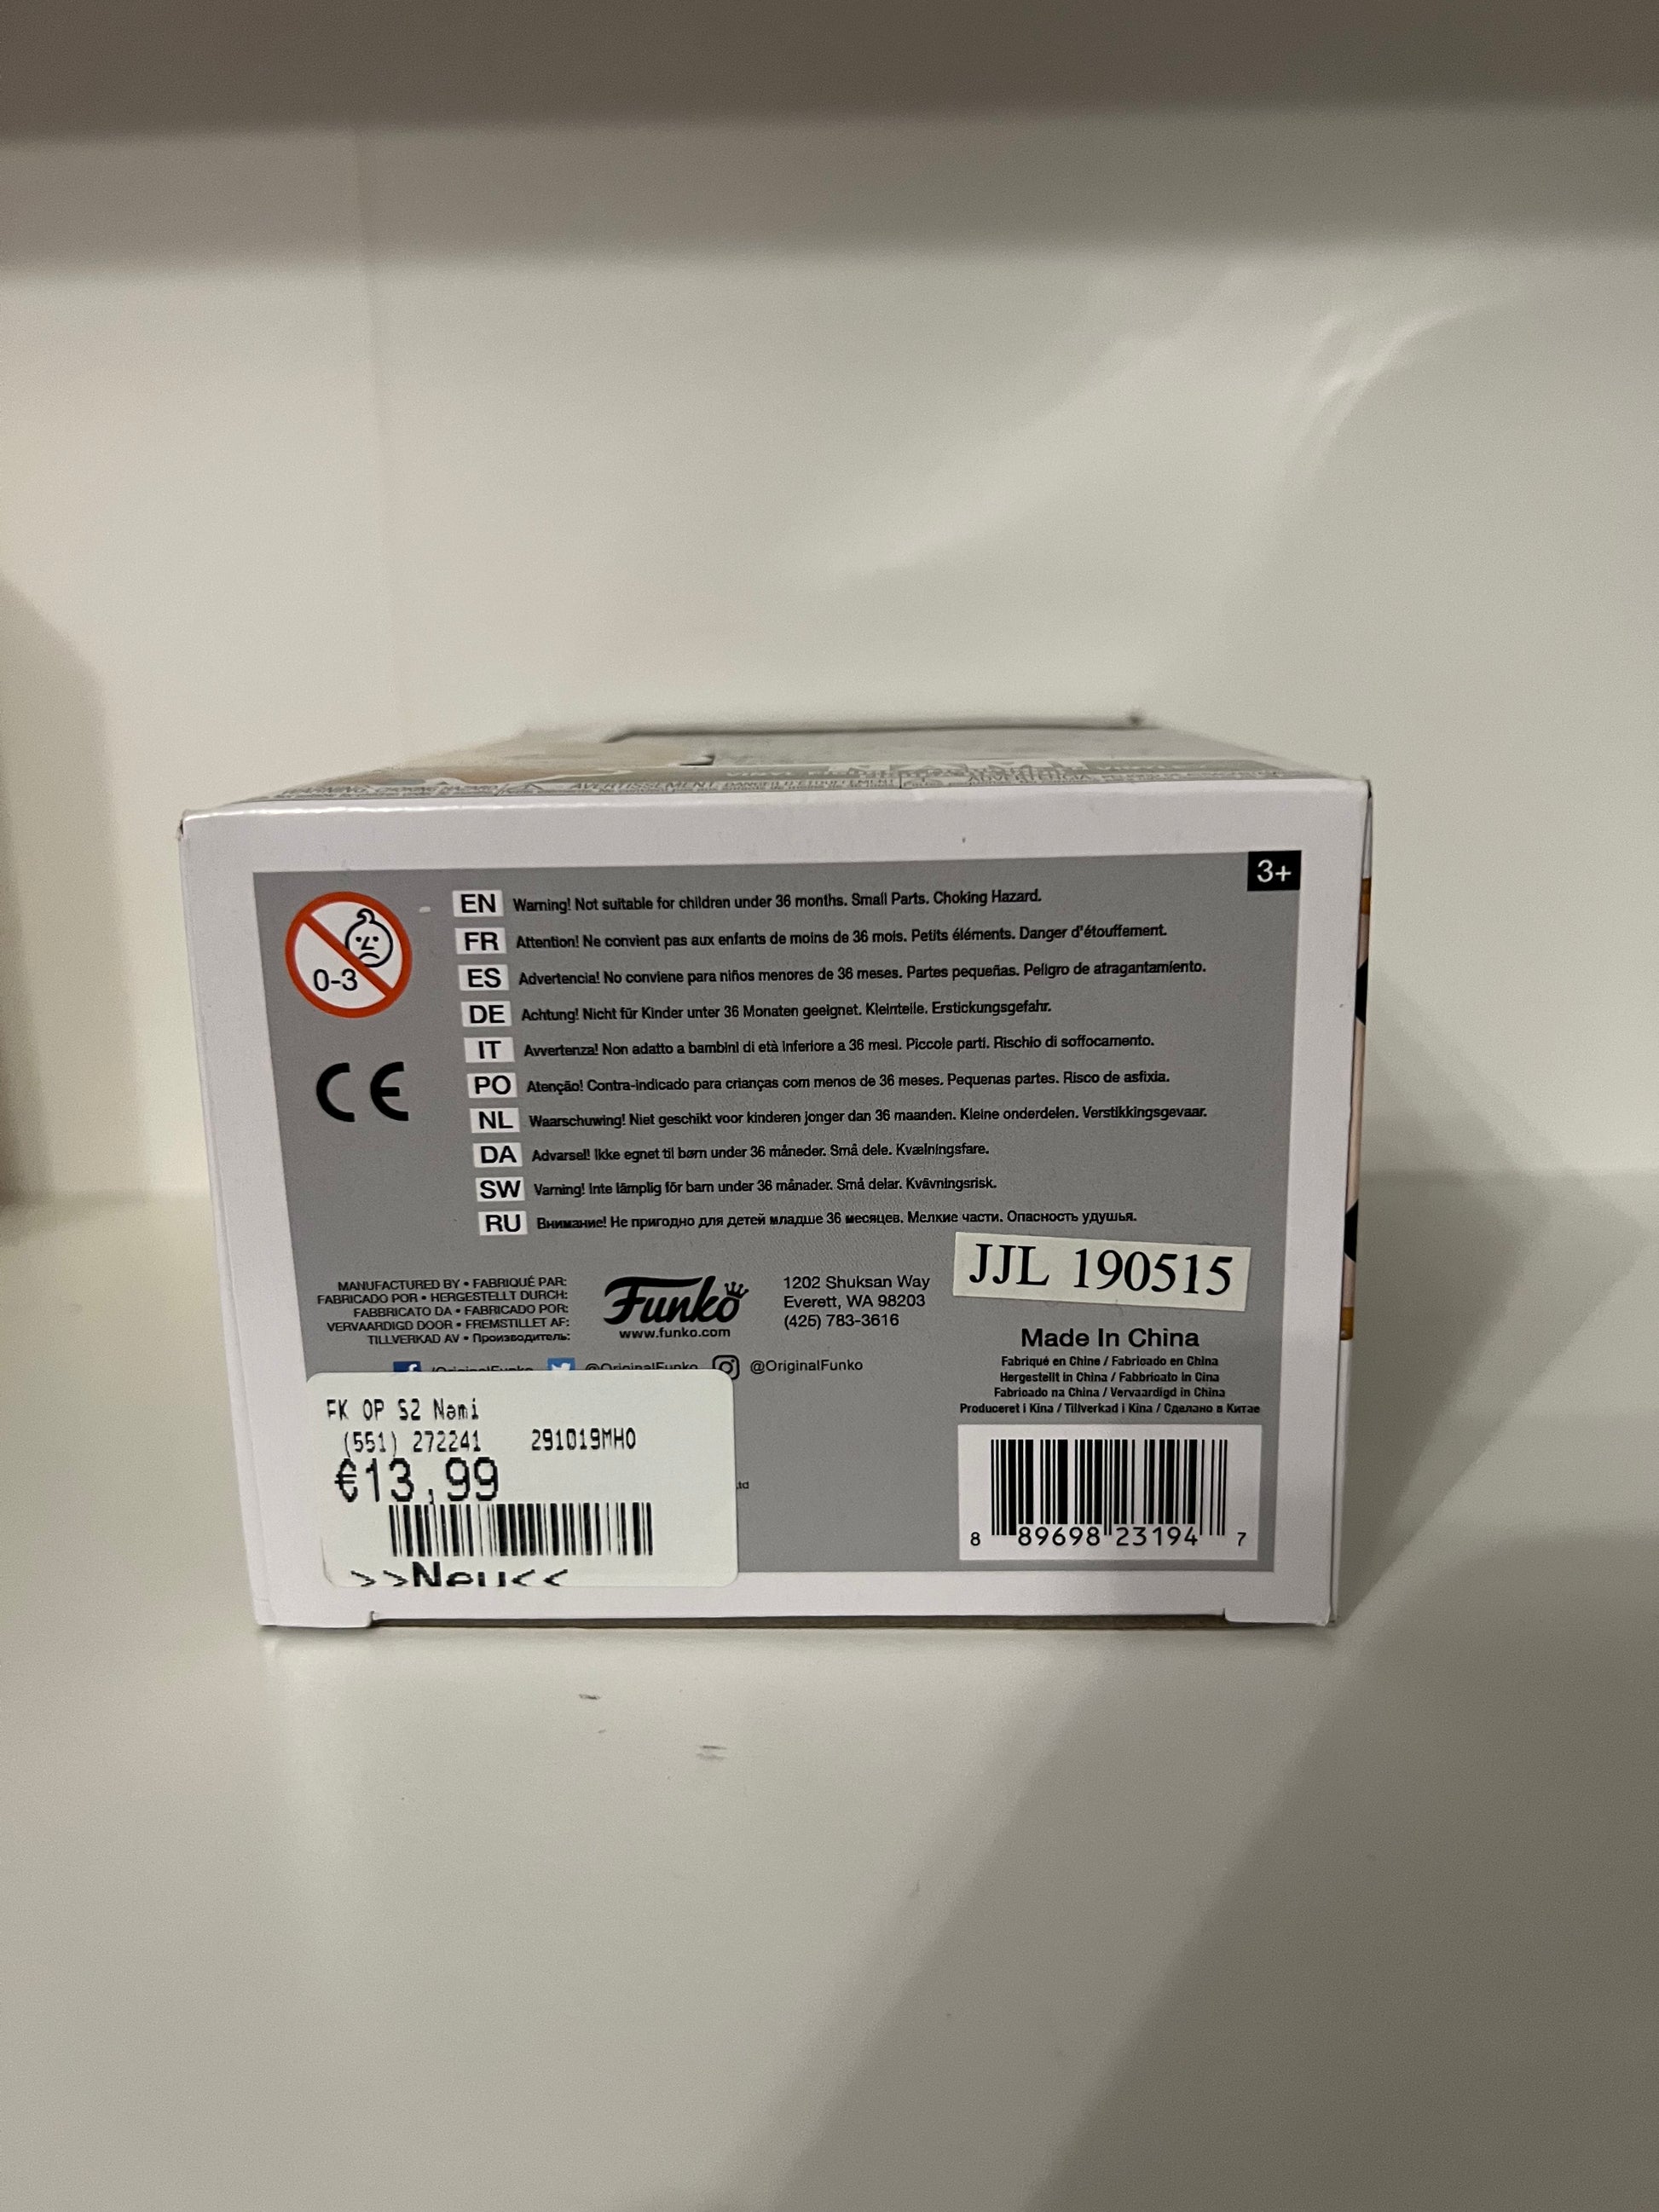 AVERTISSEMENT:
3+
0-3
EN Warning! Not suitable for children under 36 months. Small Parts. Choking Hazard.
FR Attention! Ne convient pas aux enfants de moins de 36 mois. Petits éléments. Danger d'étouffement.
ES Advertencia! No conviene para niños menores de 36 meses. Partes pequeñas. Peligro de atragantamiento.
DE Achtung! Nicht für Kinder unter 36 Monaten geeignet. Kleinteile. Erstickungsgefahr.
IT Avvertenza! Non adatto a bambini di età inferiore a 36 mesi. Piccole parti. Rischio di soffocamento.
PO Atenção! Contra-indicado para crianças com menos de 36 meses. Pequenas partes. Risco de asfixia.
NL Waarschuwing! Niet geschikt voor kinderen jonger dan 36 maanden. Kleine onderdelen. Verstikkingsgevaar.
DA Advarsel! Ikke egnet til børn under 36 måneder. Små dele. Kvælningsfare.
SW Varning! Inte lämplig för barn under 36 månader. Små delar. Kvävningsrisk.
RU Внимание! Не пригодно для детей младше 36 месяцев. Мелкие части. Опасность удушья.
CE
JJL 190515
MANUFACTURED BY • FABRIQUÉ PAR:
FABRICADO POR • HERGESTELLT DURCH:
FABBRICATO DA • FABRICADO POR:
VERVAARDIGD DOOR • FREMSTILLET AF:
TILLVERKAD AV • Производитель:
Funko
www.funko.com
1202 Shuksan Way
Everett, WA 98203
(425) 783-3616
/OriginalFunko @OriginalFunko @OriginalFunko
Made In China
Fabriqué en Chine / Fabricado en China
Hergestellt in China / Fabbricato in Cina
Fabricado na China / Vervaardigd in China
Produceret i Kina / Tillverkad i Kina / Сделано в Китае
FK OP S2 Nami
(551) 272241 291019MHO
€13,99
>>Neu<<
td
8 89698 23194 7